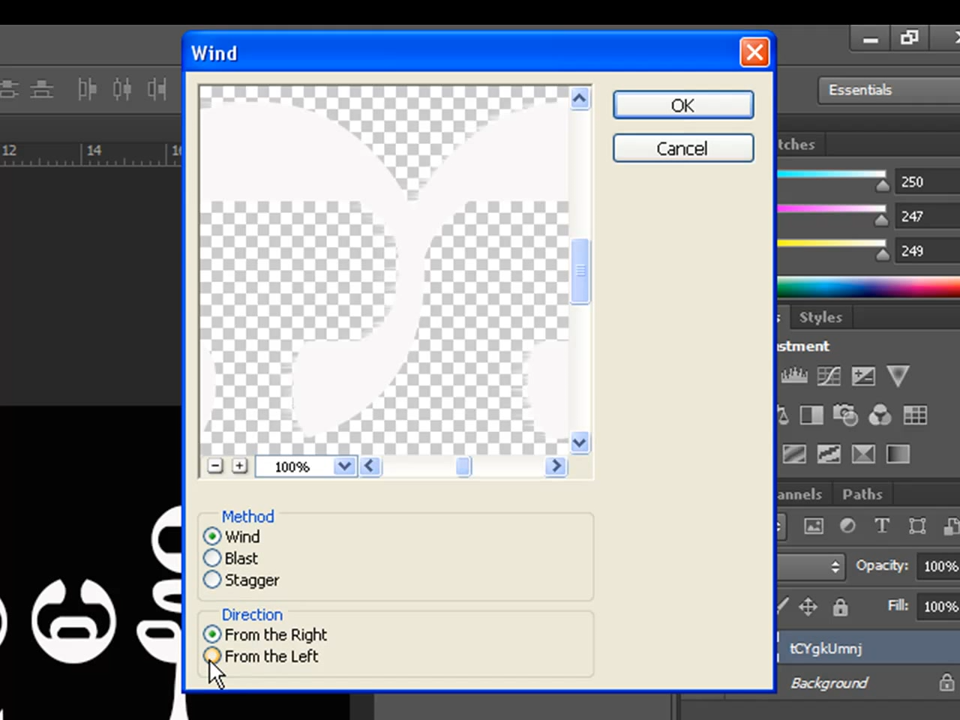 Wind
OK
Cancel
Essentials
12
14
tches
250
247
249
Styles
stment
100%
Method
Wind
Blast
Stagger
Direction
From the Right
From the Left
annels
Paths
Opacity:
100%
Fill:
100%
tCYgkUmnj
Background